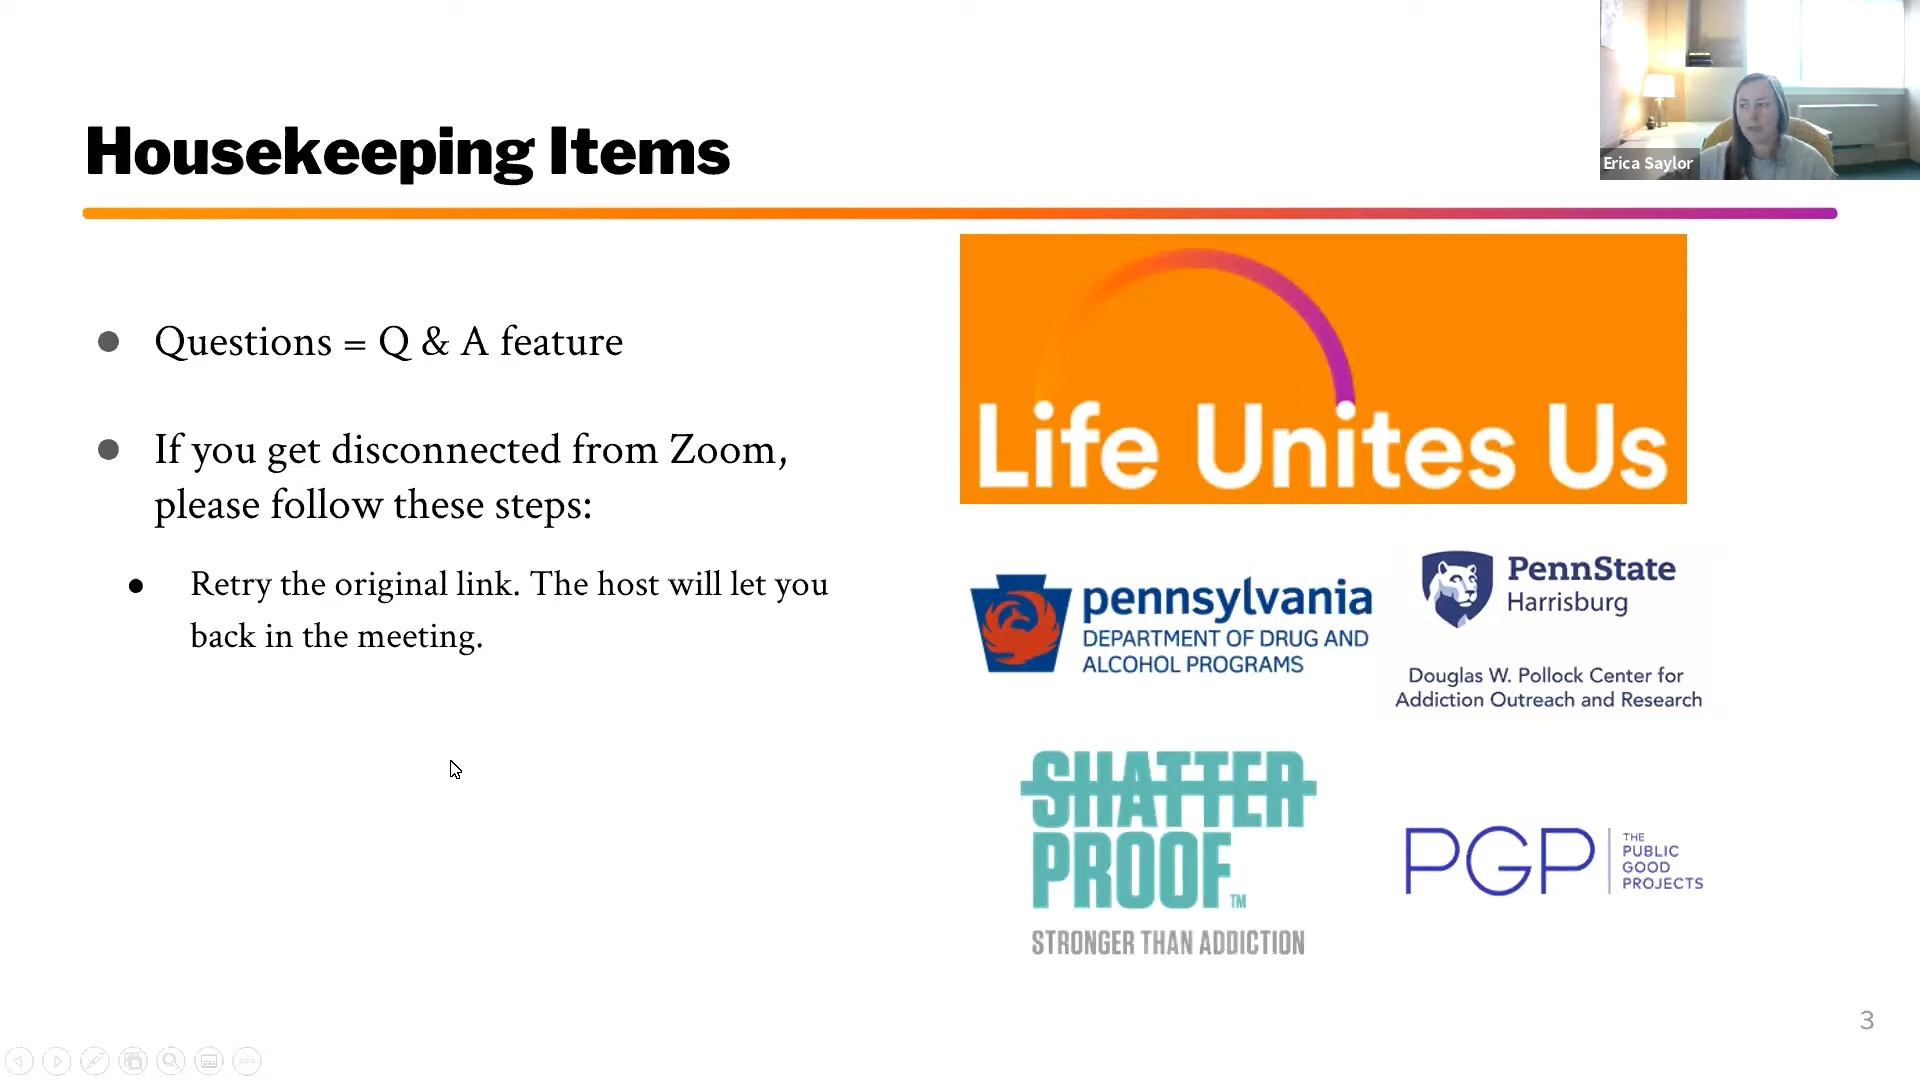 Housekeeping Items
Erica Saylor
Questions = Q & A feature
If you get disconnected from Zoom,
please follow these steps:
Retry the original link. The host will let you
back in the meeting.
Life Unites Us
pennsylvania
DEPARTMENT OF DRUG AND
ALCOHOL PROGRAMS
PennState
Harrisburg
Douglas W. Pollock Center for
Addiction Outreach and Research
SHATTER
PROOF™
STRONGER THAN ADDICTION
PGP
THE
PUBLIC
GOOD
PROJECTS
3